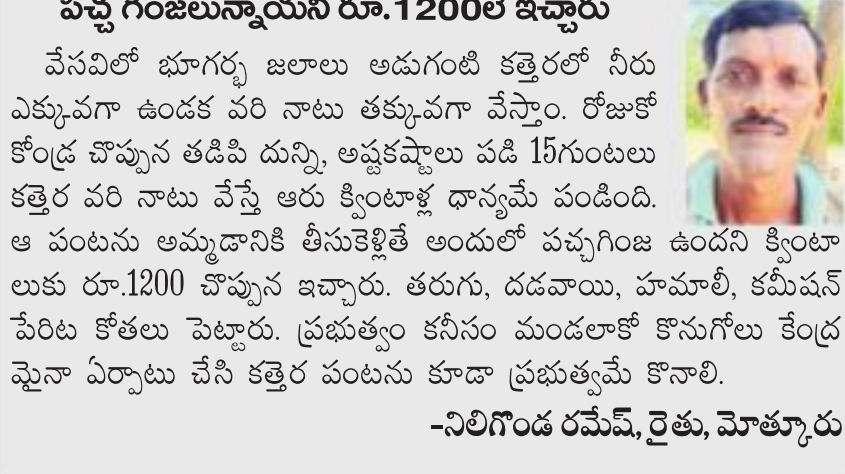 పచ్చ గింజలున్నాయని రూ.1200లే ఇచ్చారు
వేసవిలో భూగర్భ జలాలు అడుగంటి కత్తెరలో నీరు
ఎక్కువగా ఉండక వరి నాటు తక్కువగా వేస్తాం. రోజుకో
కోండ్ర చొప్పున తడిపి దున్ని, అష్టకష్టాలు పడి 15గుంటలు
కత్తెర వరి నాటు వేస్తే ఆరు క్వింటాళ్ల ధాన్యమే పండింది.
ఆ పంటను అమ్మడానికి తీసుకెళ్లితే అందులో పచ్చగింజ ఉందని క్వింటా
లుకు రూ.1200 చొప్పున ఇచ్చారు. తరుగు, దడవాయి, హమాలీ, కమీషన్
పేరిట కోతలు పెట్టారు. ప్రభుత్వం కనీసం మండలాకో కొనుగోలు కేంద్ర
మైనా ఏర్పాటు చేసి కత్తెర పంటను కూడా ప్రభుత్వమే కొనాలి.
-నిలిగొండ రమేష్, రైతు, మోత్కూరు